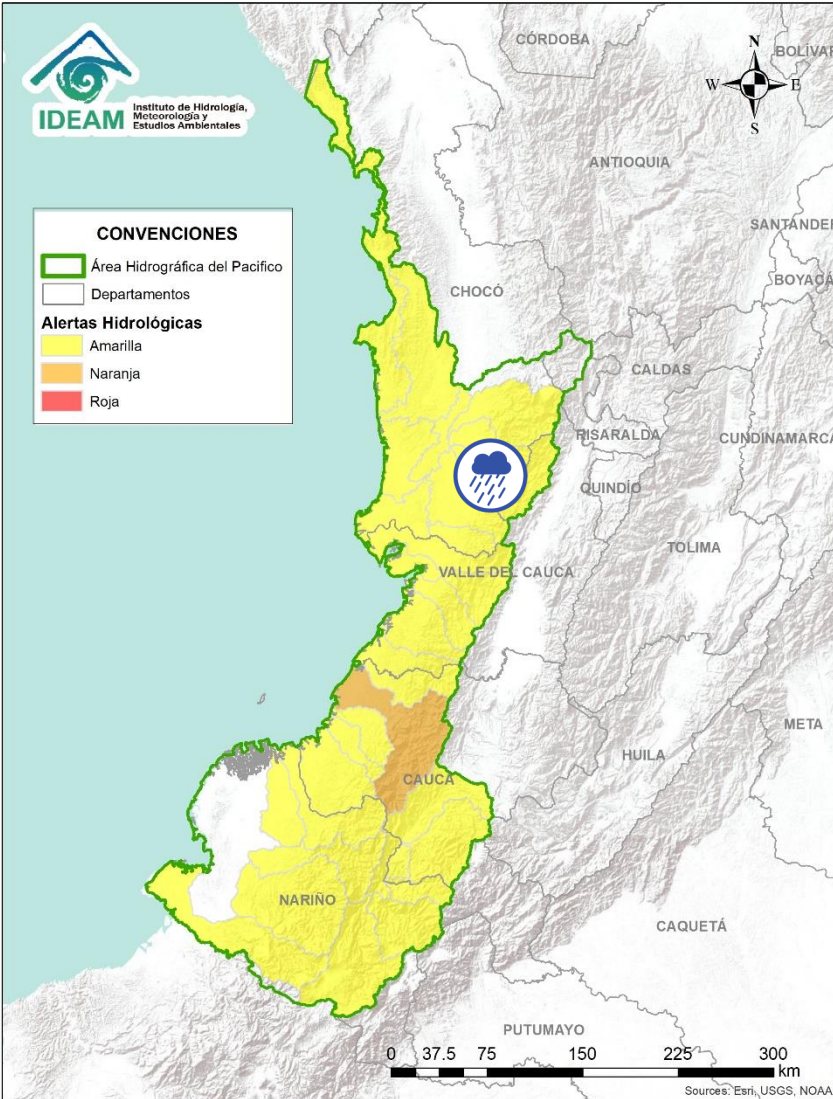 IDEAM
Instituto de Hidrología,
Meteorología y
Estudios Ambientales
N
W
E
S
CÓRDOBA
BOLÍVAR
ANTIOQUIA
SANTANDER
BOYACÁ
CONVENCIONES
Área Hidrográfica del Pacifico
Departamentos
Alertas Hidrológicas
Amarilla
Naranja
Roja
CHOCÓ
CALDAS
RISARALDA
CUNDINAMARCA
QUINDÍO
TOLIMA
VALLE DEL CAUCA
META
HUILA
CAUCA
NARIÑO
CAQUETÁ
PUTUMAYO
0 37.5 75 150 225 300
km
Sources: Esri, USGS, NOAA